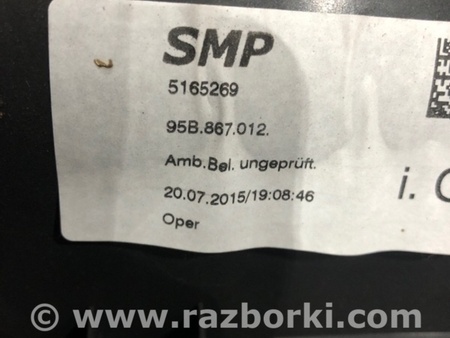 SMP
5165269
95B.867.012.
Amb.Bel. ungeprüft.
20.07.2015/19:08:46
i.
Oper
© www.razborki.com